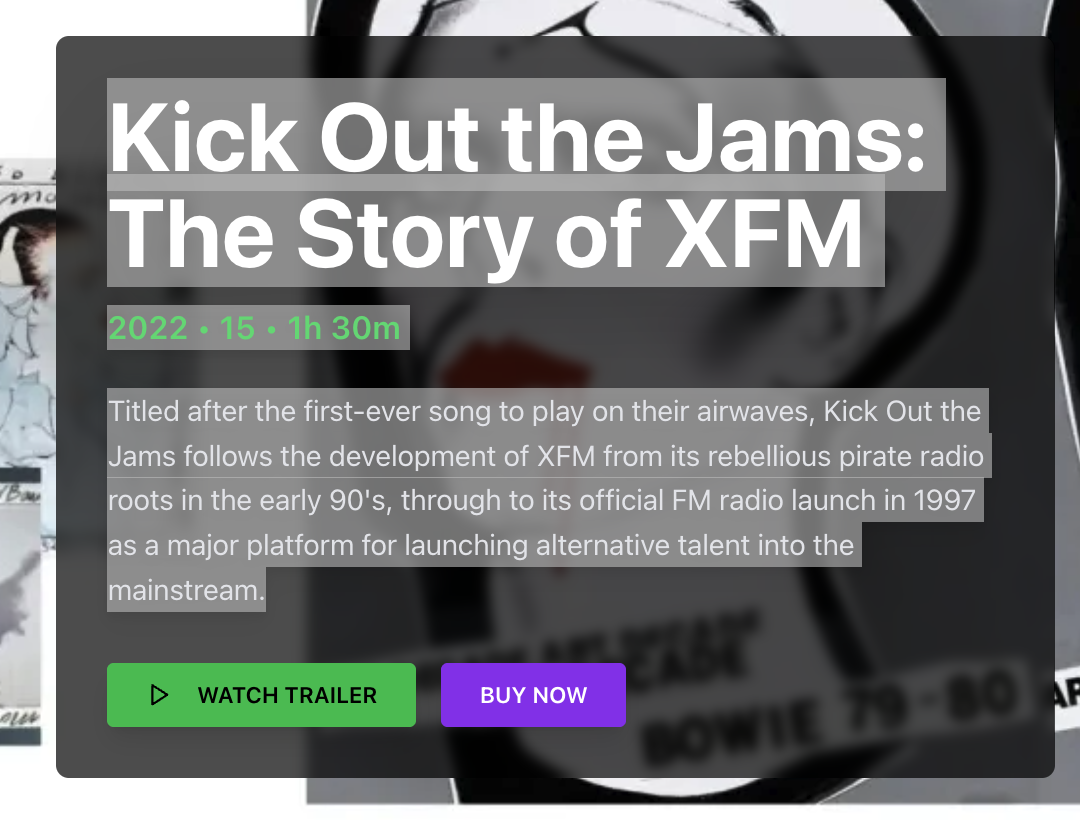 Kick Out the Jams:
The Story of XFM
2022 • 15 • 1h 30m
Titled after the first-ever song to play on their airwaves, Kick Out the
Jams follows the development of XFM from its rebellious pirate radio
roots in the early 90's, through to its official FM radio launch in 1997
as a major platform for launching alternative talent into the
mainstream.
WATCH TRAILER
BUY NOW
BOWIE 79-80